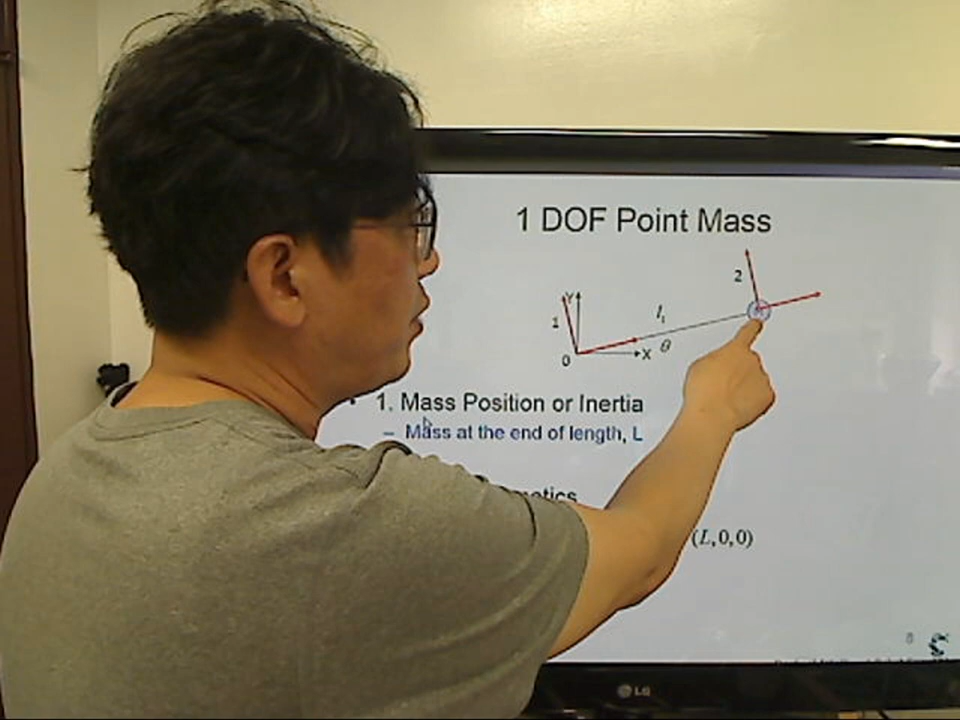 1 DOF Point Mass
2
Y
1
l₁
θ
X
0
• 1. Mass Position or Inertia
– Mass at the end of length, L
(L,0,0)
8
LG